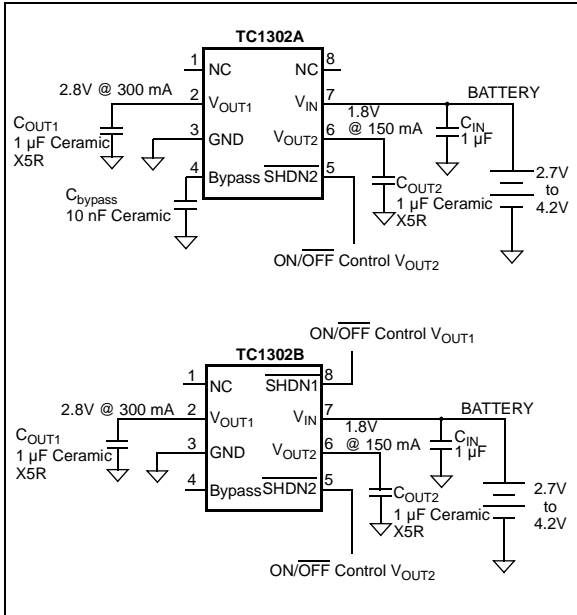 TC1302A
1 NC NC 8
2.8V @ 300 mA 2 VOUT1 VIN 7 BATTERY
COUT1
1 µF Ceramic
X5R
3 GND VOUT2 6 1.8V
@ 150 mA
CIN
1 µF
4 Bypass SHDN2 5
Cbypass
10 nF Ceramic
COUT2
1 µF Ceramic
X5R
2.7V
to
4.2V
ON/OFF Control VOUT2
ON/OFF Control VOUT1
TC1302B
1 NC SHDN1 8
2.8V @ 300 mA 2 VOUT1 VIN 7 BATTERY
COUT1
1 µF Ceramic
X5R
3 GND VOUT2 6 1.8V
@ 150 mA
CIN
1 µF
4 Bypass SHDN2 5
COUT2
1 µF Ceramic
X5R
2.7V
to
4.2V
ON/OFF Control VOUT2